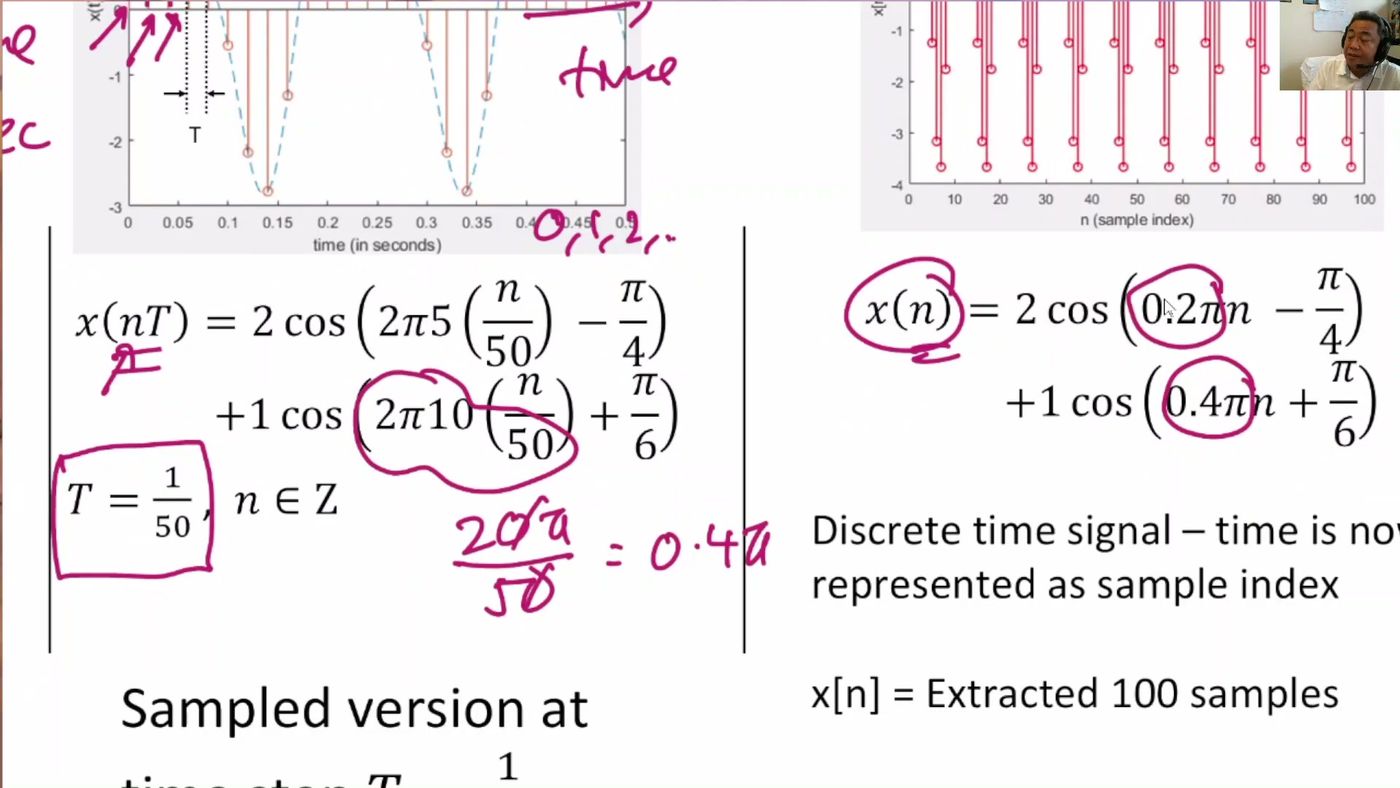 x(t
-1
-2
-3
T
time
0 0.05 0.1 0.15 0.2 0.25 0.3 0.35 0.4 0.45 0.5
time (in seconds)
0, 1, 2, ..
x(nT) = 2 cos (2π5 (n/50) − π/4)
+1 cos (2π10 (n/50) + π/6)
T = 1/50, n ∈ Z
20π/50 = 0.4π
Sampled version at
1
x[n
-1
-2
-3
-4
0 10 20 30 40 50 60 70 80 90 100
n (sample index)
x(n) = 2 cos (0.2πn − π/4)
+1 cos (0.4πn + π/6)
Discrete time signal – time is no
represented as sample index
x[n] = Extracted 100 samples